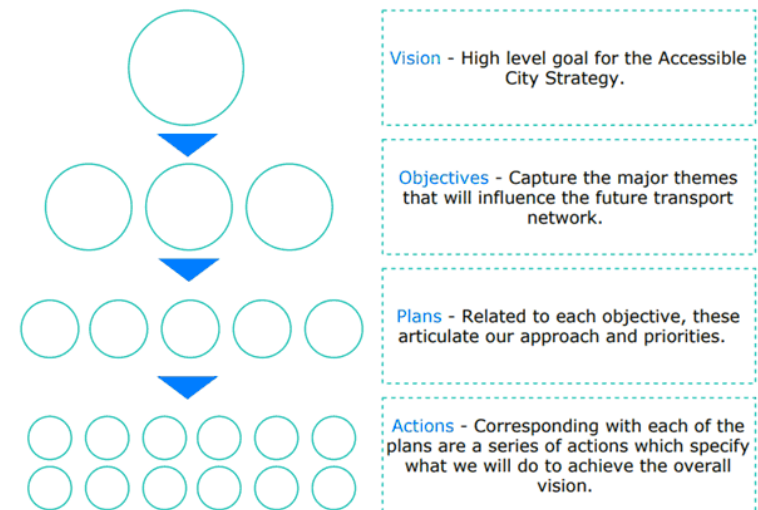 Vision - High level goal for the Accessible
City Strategy.
Objectives - Capture the major themes
that will influence the future transport
network.
Plans - Related to each objective, these
articulate our approach and priorities.
Actions - Corresponding with each of the
plans are a series of actions which specify
what we will do to achieve the overall
vision.